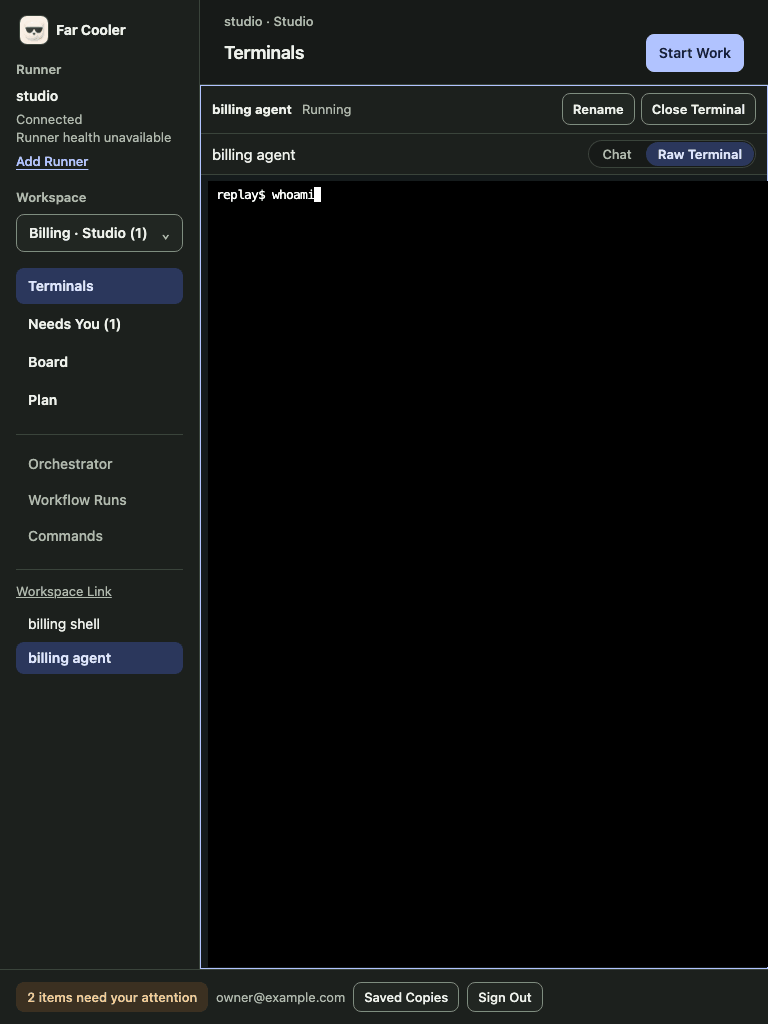 Far Cooler
Runner
studio
Connected
Runner health unavailable
Add Runner
Workspace
Billing · Studio (1)
Terminals
Needs You (1)
Board
Plan
Orchestrator
Workflow Runs
Commands
Workspace Link
billing shell
billing agent
studio · Studio
Terminals
Start Work
billing agent Running
Rename
Close Terminal
billing agent
Chat
Raw Terminal
replay$ whoami
2 items need your attention
owner@example.com
Saved Copies
Sign Out